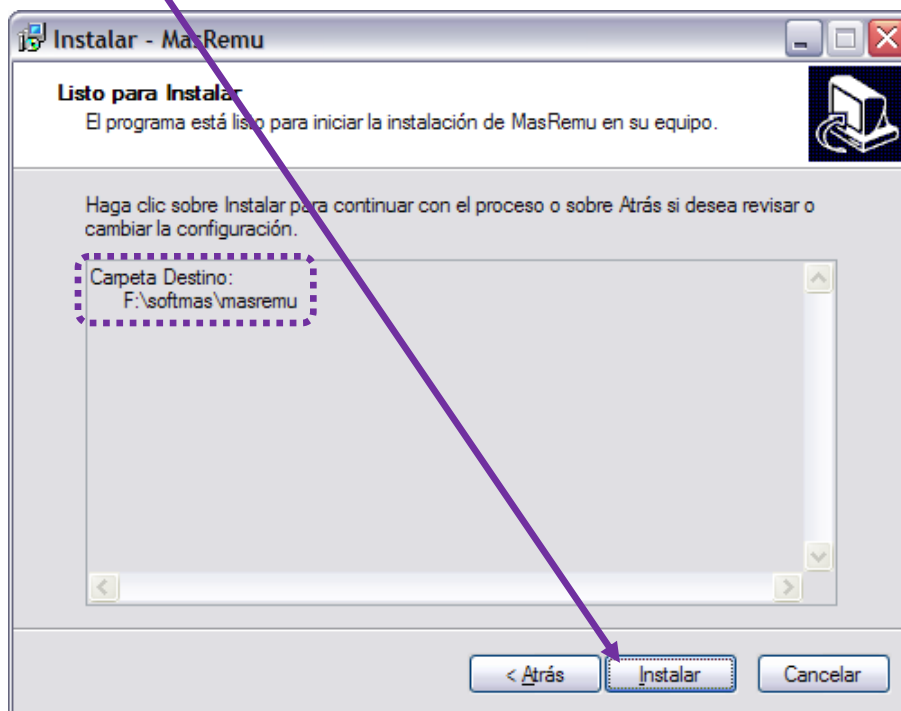 Instalar - MasRemu
Listo para Instalar
El programa está listo para iniciar la instalación de MasRemu en su equipo.
Haga clic sobre Instalar para continuar con el proceso o sobre Atrás si desea revisar o
cambiar la configuración.
Carpeta Destino:
F:\softmas\masremu
< Atrás
Instalar
Cancelar